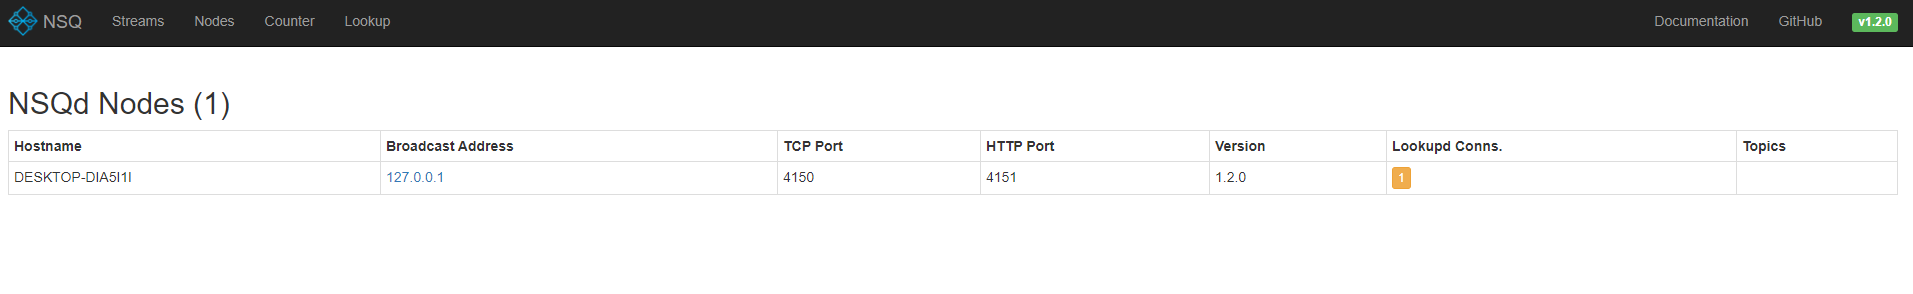 NSQ Streams Nodes Counter Lookup Documentation GitHub v1.2.0
NSQd Nodes (1)
Hostname Broadcast Address TCP Port HTTP Port Version Lookupd Conns. Topics
DESKTOP-DIA5I1I 127.0.0.1 4150 4151 1.2.0 1